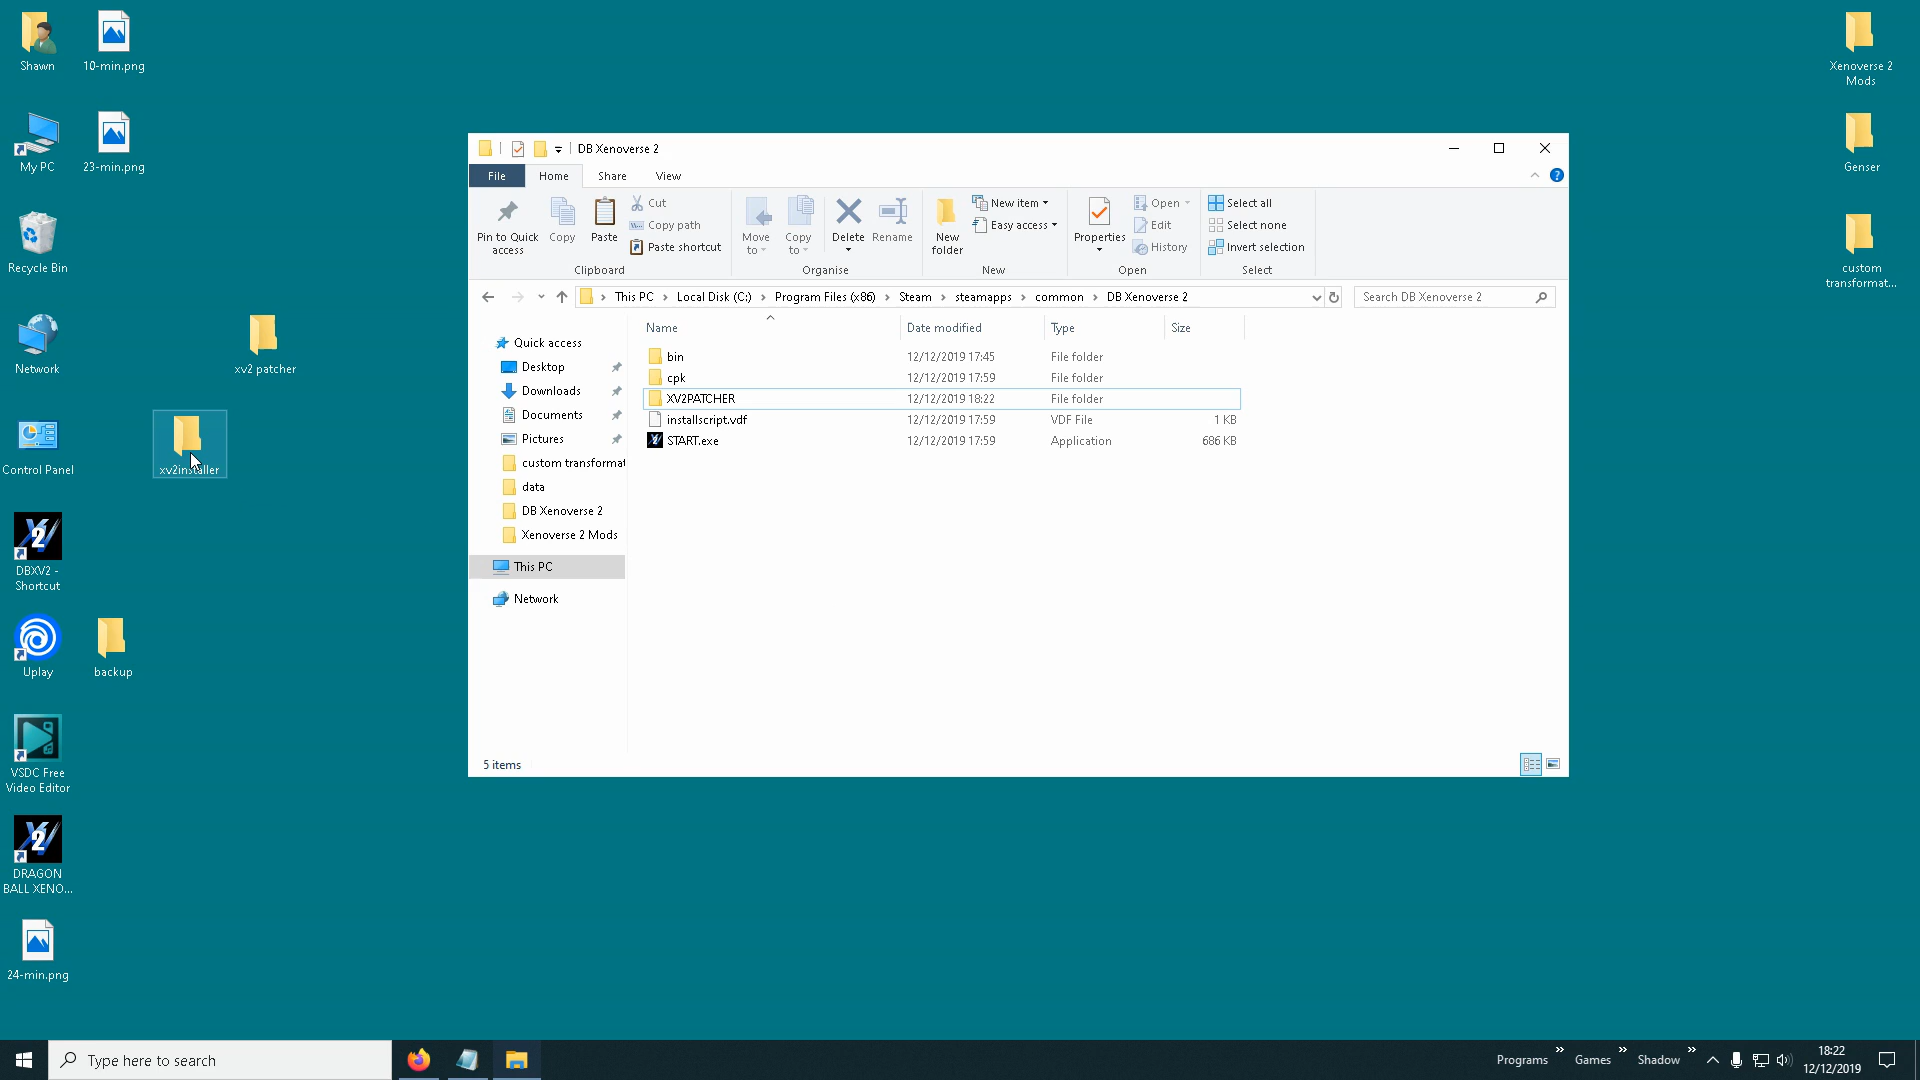 Shawn
10-min.png
Xenoverse 2
Mods
My PC
23-min.png
Genser
Recycle Bin
custom
transformat...
Network
xv2 patcher
Control Panel
xv2installer
DBXV2 -
Shortcut
Uplay
backup
VSDC Free
Video Editor
DRAGON
BALL XENO...
24-min.png
DB Xenoverse 2
File
Home
Share
View
Pin to Quick
access
Copy
Paste
Cut
Copy path
Paste shortcut
Clipboard
Move
to
Copy
to
Delete
Rename
Organise
New
folder
New item
Easy access
New
Properties
Open
Edit
History
Open
Select all
Select none
Invert selection
Select
This PC
Local Disk (C:)
Program Files (x86)
Steam
steamapps
common
DB Xenoverse 2
Search DB Xenoverse 2
Quick access
Desktop
Downloads
Documents
Pictures
custom transformat
data
DB Xenoverse 2
Xenoverse 2 Mods
This PC
Network
Name Date modified Type Size
bin 12/12/2019 17:45 File folder
cpk 12/12/2019 17:59 File folder
XV2PATCHER 12/12/2019 18:22 File folder
installscript.vdf 12/12/2019 17:59 VDF File 1 KB
START.exe 12/12/2019 17:59 Application 686 KB
5 items
Type here to search
Programs
Games
Shadow
18:22
12/12/2019